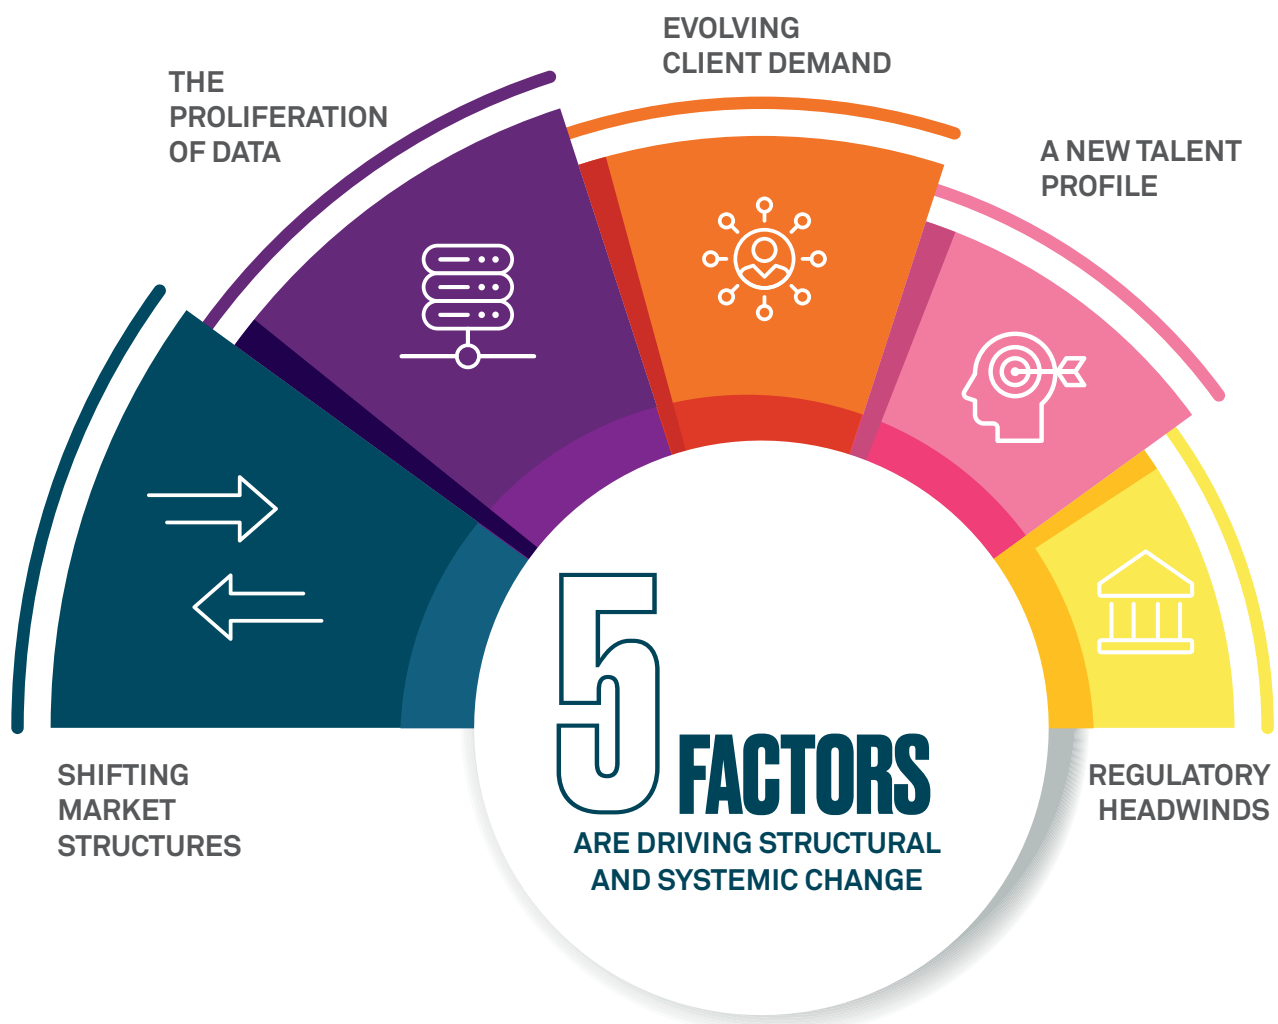 EVOLVING
CLIENT DEMAND
THE
PROLIFERATION
OF DATA
A NEW TALENT
PROFILE
SHIFTING
MARKET
STRUCTURES
REGULATORY
HEADWINDS
5 FACTORS
ARE DRIVING STRUCTURAL
AND SYSTEMIC CHANGE